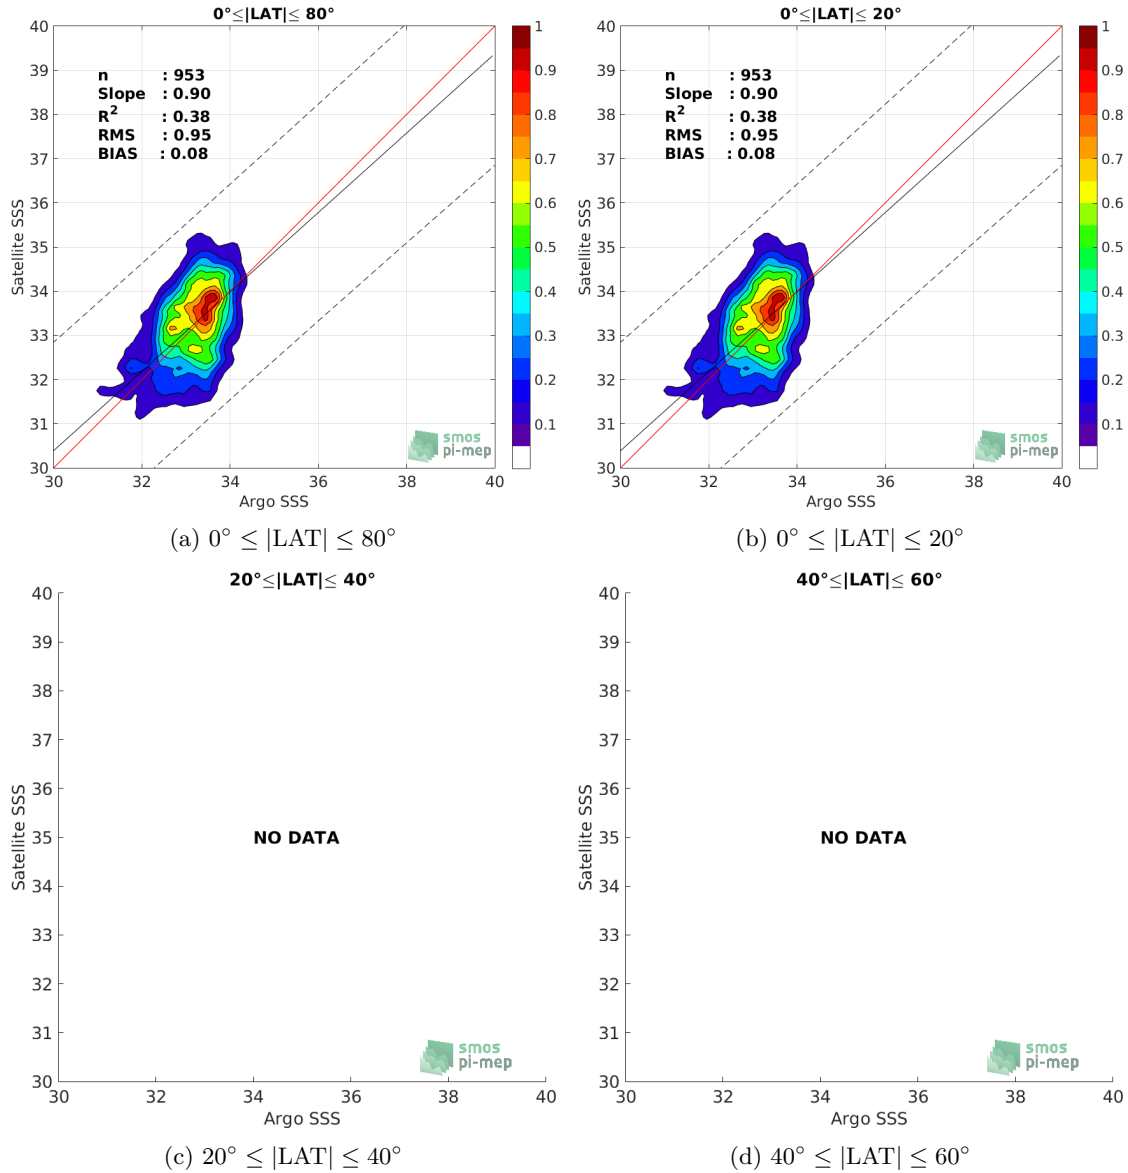 0°≤|LAT|≤ 80°
40
39
38
37
36
35
34
33
32
31
30
Satellite SSS
n : 953
Slope : 0.90
R² : 0.38
RMS : 0.95
BIAS : 0.08
smos
pi-mep
30 32 34 36 38 40
Argo SSS
1
0.9
0.8
0.7
0.6
0.5
0.4
0.3
0.2
0.1
(a) 0° ≤ |LAT| ≤ 80°
0°≤|LAT|≤ 20°
40
39
38
37
36
35
34
33
32
31
30
Satellite SSS
n : 953
Slope : 0.90
R² : 0.38
RMS : 0.95
BIAS : 0.08
smos
pi-mep
30 32 34 36 38 40
Argo SSS
1
0.9
0.8
0.7
0.6
0.5
0.4
0.3
0.2
0.1
(b) 0° ≤ |LAT| ≤ 20°
20°≤|LAT|≤ 40°
40
39
38
37
36
35
34
33
32
31
30
Satellite SSS
NO DATA
smos
pi-mep
30 32 34 36 38 40
Argo SSS
(c) 20° ≤ |LAT| ≤ 40°
40°≤|LAT|≤ 60°
40
39
38
37
36
35
34
33
32
31
30
Satellite SSS
NO DATA
smos
pi-mep
30 32 34 36 38 40
Argo SSS
(d) 40° ≤ |LAT| ≤ 60°